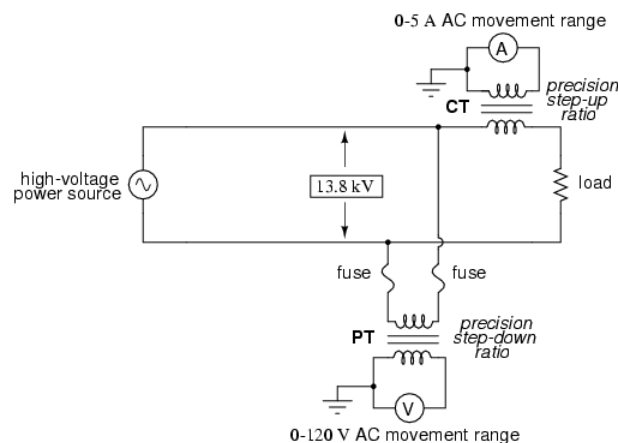 0-5 A AC movement range
A
CT
precision
step-up
ratio
high-voltage
power source
13.8 kV
load
fuse
fuse
PT
precision
step-down
ratio
V
0-120 V AC movement range